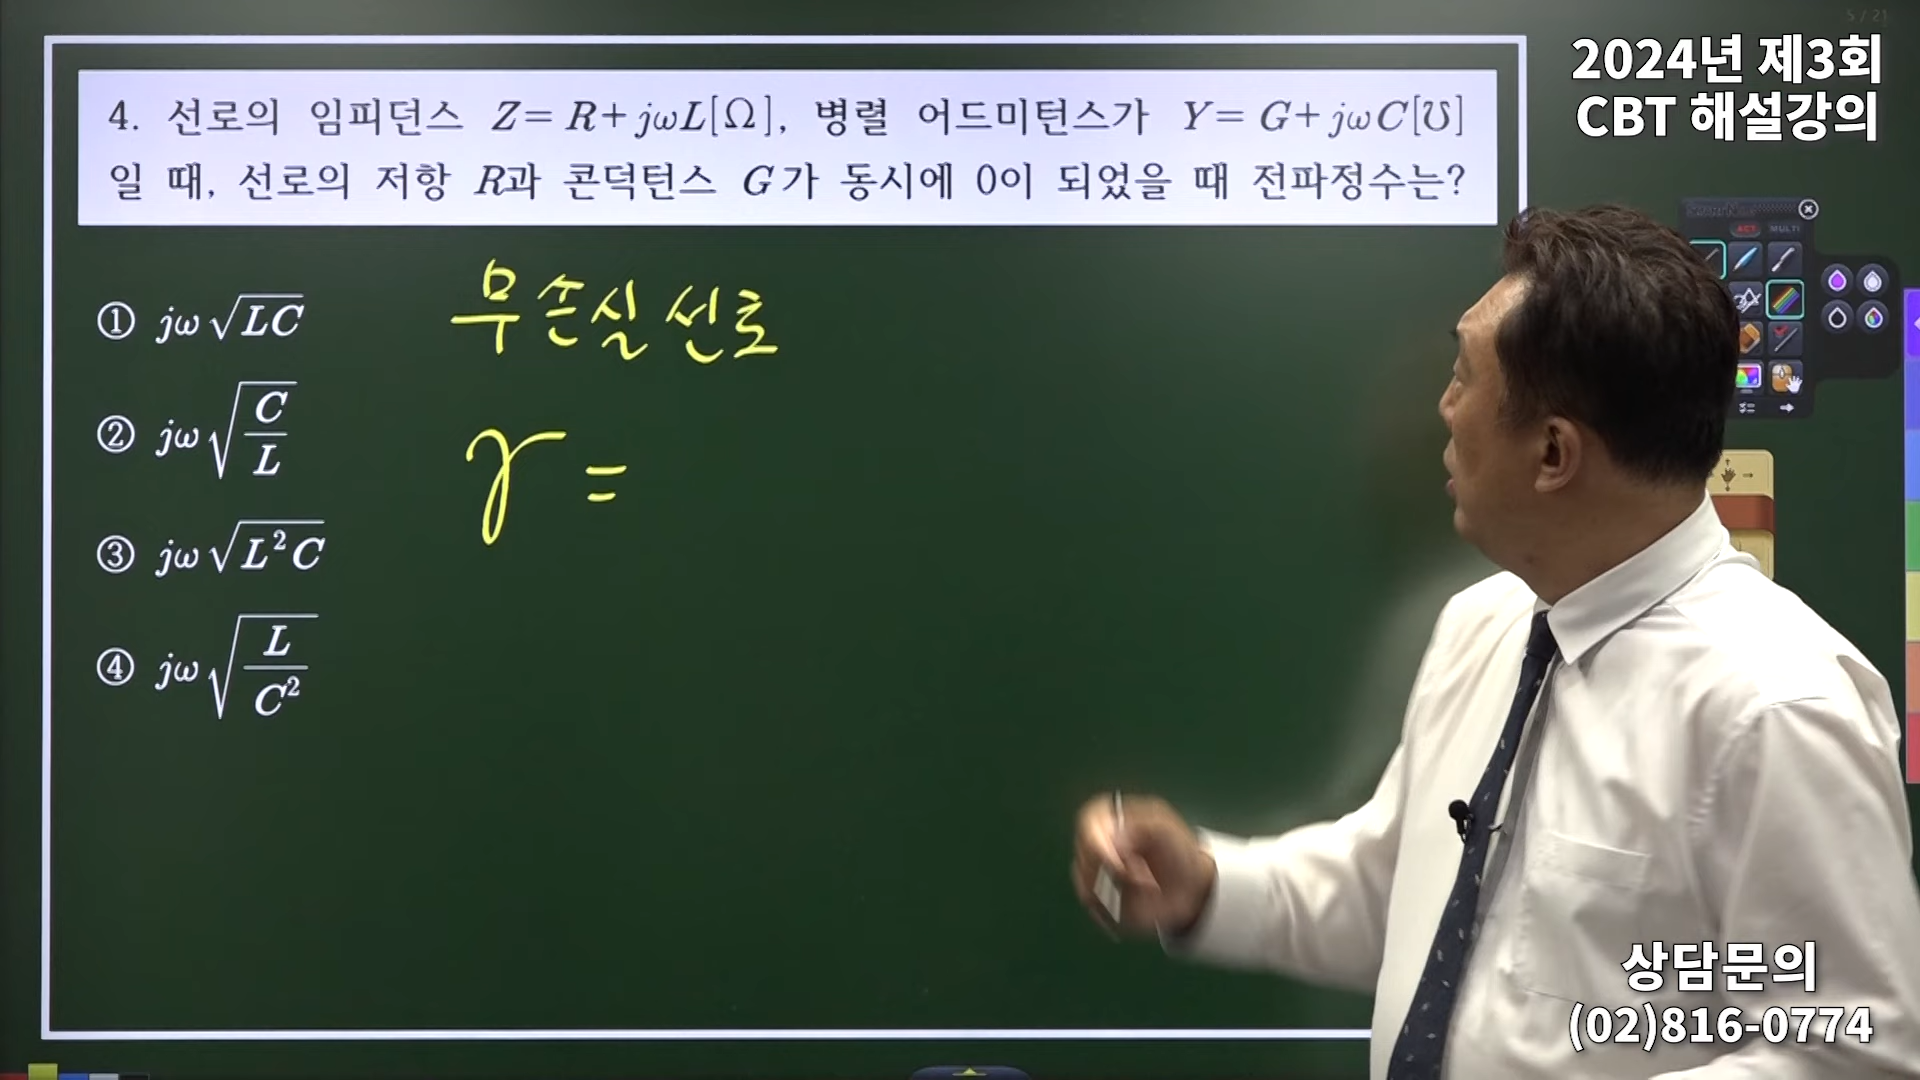 5 / 21
2024년 제3회
CBT 해설강의
4. 선로의 임피던스 Z= R+jωL[Ω], 병렬 어드미턴스가 Y= G+jωC[℧]
일 때, 선로의 저항 R과 콘덕턴스 G가 동시에 0이 되었을 때 전파정수는?
① jω√LC
② jω√(C/L)
③ jω√L²C
④ jω√(L/C²)
무손실 선로
γ =
ACT
MULTI
상담문의
(02)816-0774